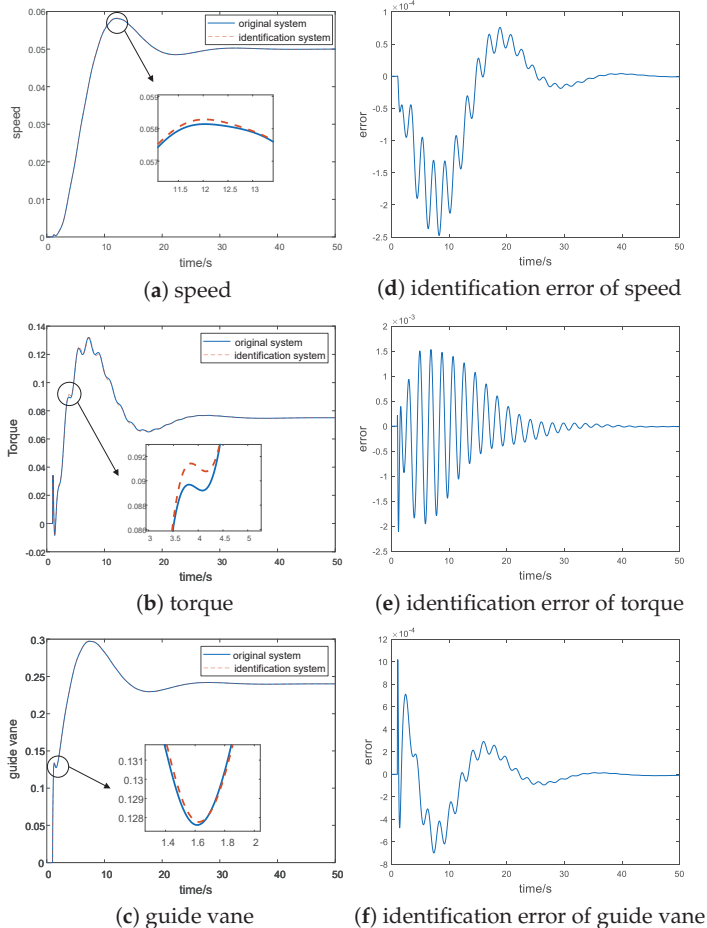 0.06
0.05
0.04
0.03
0.02
0.01
0
speed
original system
identification system
0.059
0.058
0.057
11.5 12 12.5 13
0 10 20 30 40 50
time/s
(a) speed
×10⁻⁴
1
0.5
0
-0.5
-1
-1.5
-2
-2.5
error
0 10 20 30 40 50
time/s
(d) identification error of speed
0.14
0.12
0.1
0.08
0.06
0.04
0.02
0
-0.02
Torque
original system
identification system
0.092
0.09
0.088
0.086
3 3.5 4 4.5 5
0 10 20 30 40 50
time/s
(b) torque
×10⁻³
2
1.5
1
0.5
0
-0.5
-1
-1.5
-2
-2.5
error
0 10 20 30 40 50
time/s
(e) identification error of torque
0.3
0.25
0.2
0.15
0.1
0.05
0
guide vane
original system
identification system
0.131
0.13
0.129
0.128
1.4 1.6 1.8 2
0 10 20 30 40 50
time/s
(c) guide vane
12 ×10⁻⁴
10
8
6
4
2
0
-2
-4
-6
-8
error
0 10 20 30 40 50
time/s
(f) identification error of guide vane